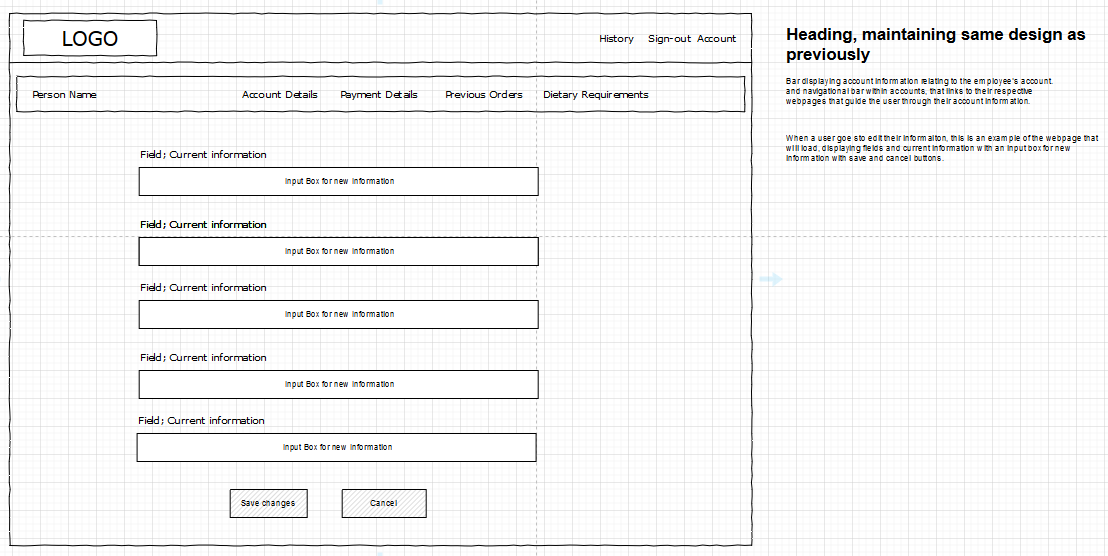 LOGO
History Sign-out Account
Person Name Account Details Payment Details Previous Orders Dietary Requirements
Field; Current information
Input Box for new Information
Field; Current information
Input Box for new Information
Field; Current information
Input Box for new Information
Field; Current information
Input Box for new Information
Field; Current information
Input Box for new Information
Save changes Cancel
Heading, maintaining same design as
previously
Bar displaying account information relating to the employee's account.
and navigational bar within accounts, that links to their respective
webpages that guide the user through their account information.
When a user goe sto edit their informaiton, this is an example of the webpage that
will load, displaying fields and current information with an input box for new
information with save and cancel buttons.